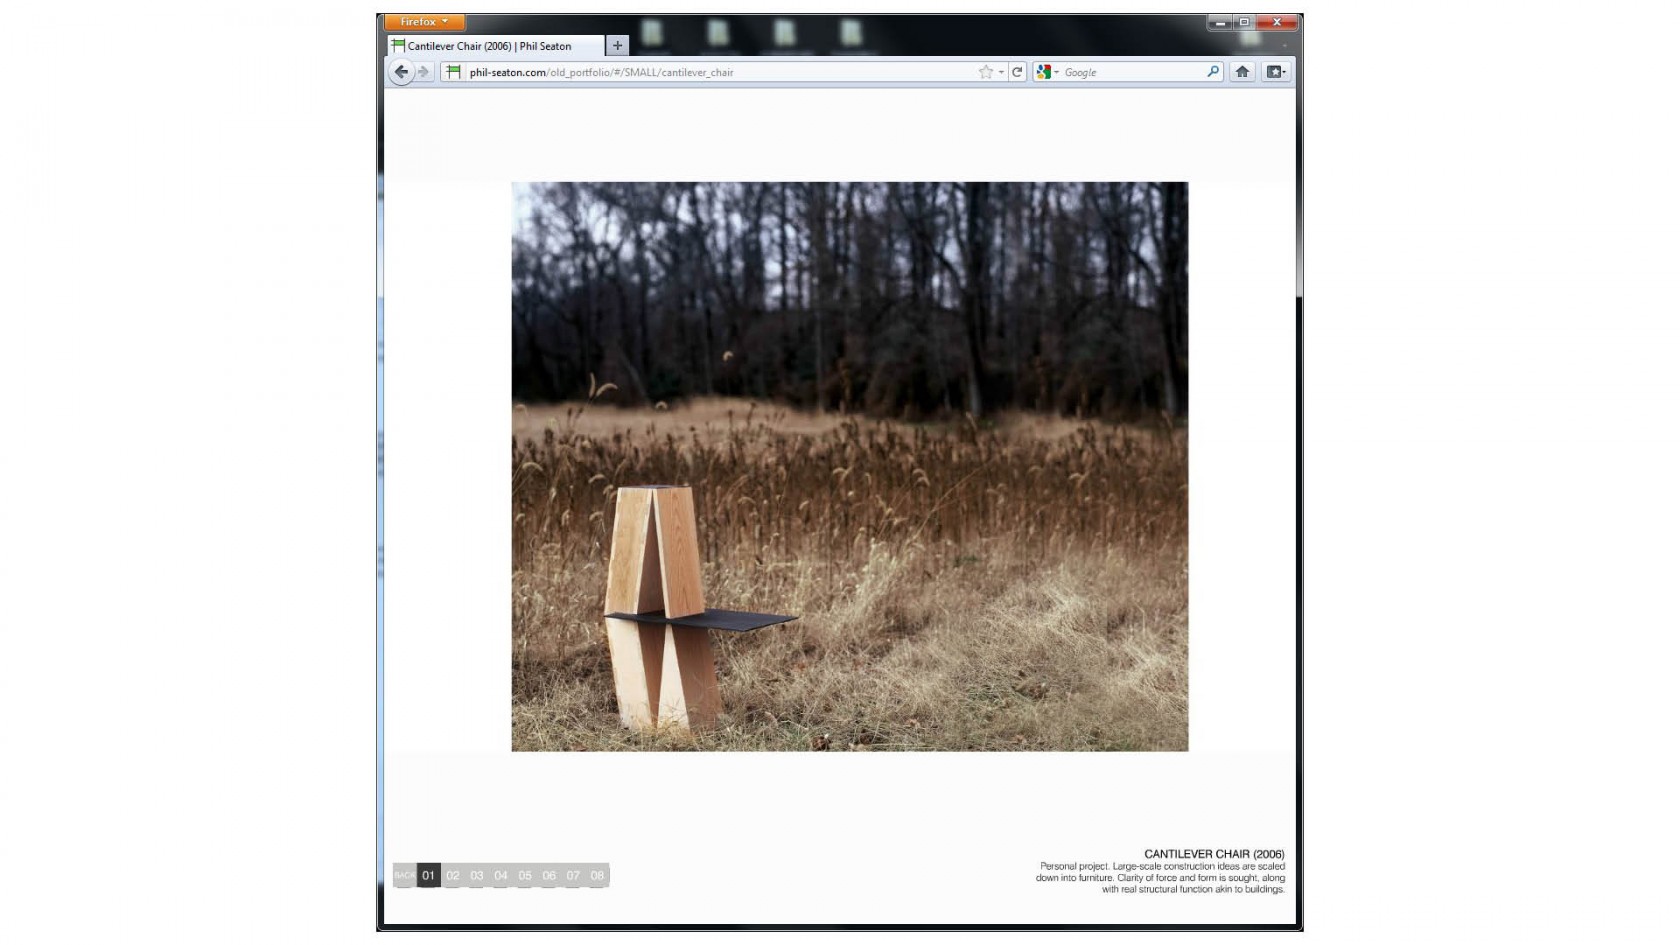 Firefox
Cantilever Chair (2006) | Phil Seaton
phil-seaton.com/old_portfolio/#/SMALL/cantilever_chair
Google
BACK 01 02 03 04 05 06 07 08
CANTILEVER CHAIR (2006)
Personal project. Large-scale construction ideas are scaled
down into furniture. Clarity of force and form is sought, along
with real structural function akin to buildings.